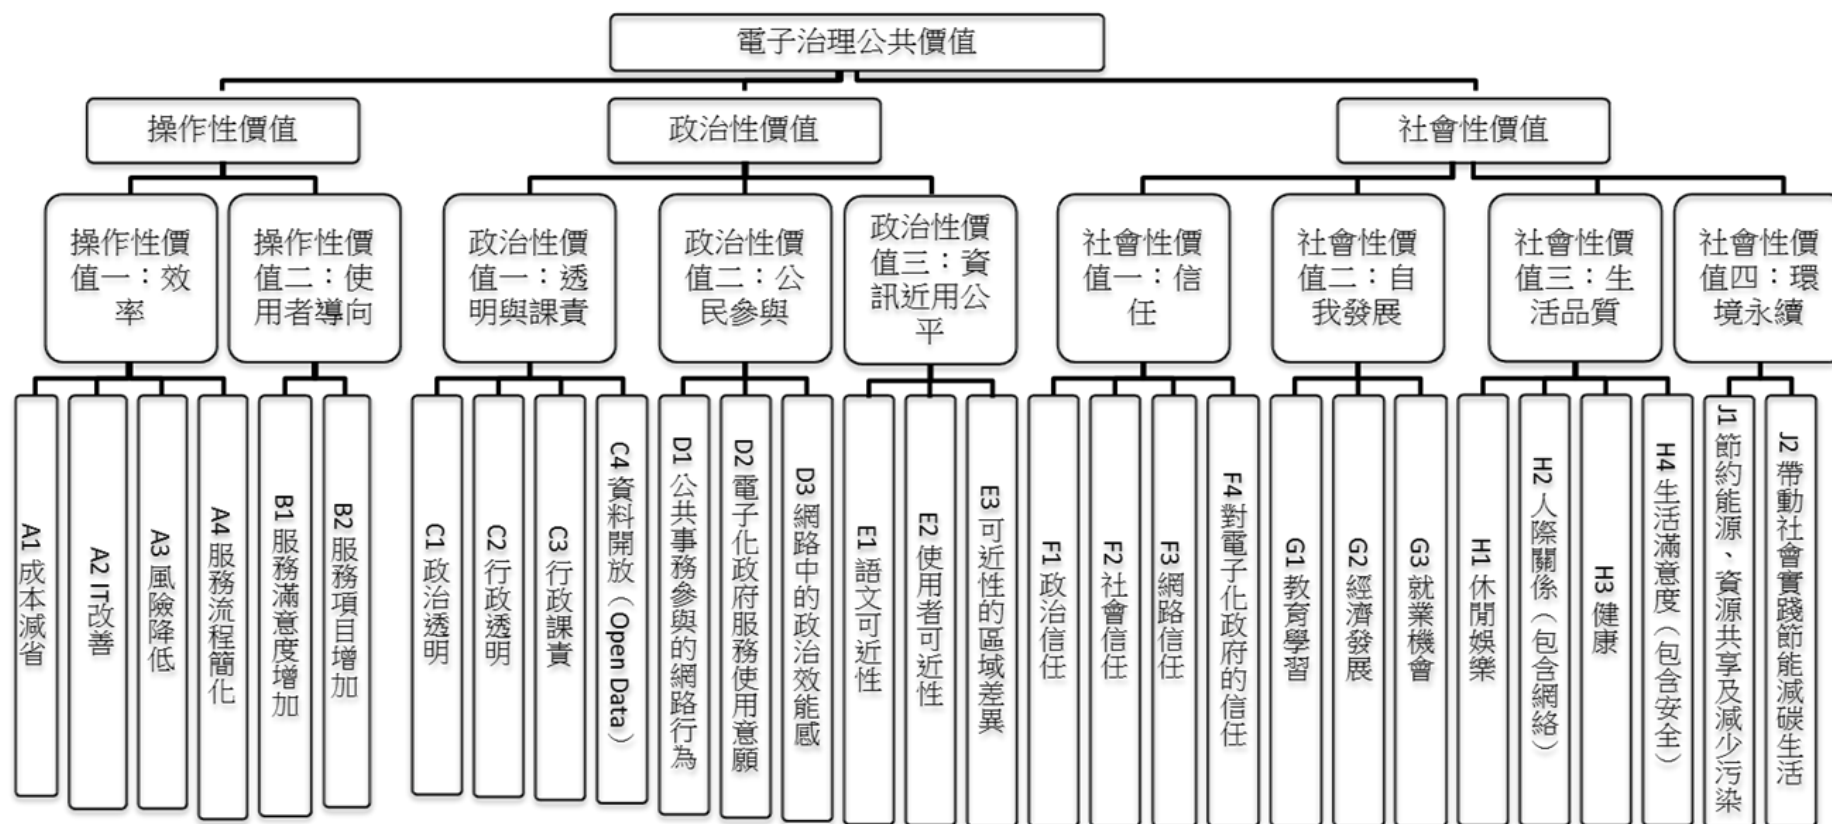 電子治理公共價值
操作性價值
政治性價值
社會性價值
操作性價
值一：效
率
操作性價
值二：使
用者導向
政治性價
值一：透
明與課責
政治性價
值二：公
民參與
政治性價
值三：資
訊近用公
平
社會性價
值一：信
任
社會性價
值二：自
我發展
社會性價
值三：生
活品質
社會性價
值四：環
境永續
A1 成本減省
A2 IT改善
A3 風險降低
A4 服務流程簡化
B1 服務滿意度增加
B2 服務項目增加
C1 政治透明
C2 行政透明
C3 行政課責
C4 資料開放（Open Data）
D1 公共事務參與的網路行為
D2 電子化政府服務使用意願
D3 網路中的政治效能感
E1 語文可近性
E2 使用者可近性
E3 可近性的區域差異
F1 政治信任
F2 社會信任
F3 網路信任
F4 對電子化政府的信任
G1 教育學習
G2 經濟發展
G3 就業機會
H1 休閒娛樂
H2 人際關係（包含網絡）
H3 健康
H4 生活滿意度（包含安全）
J1 節約能源、資源共享及減少污染
J2 帶動社會實踐節能減碳生活